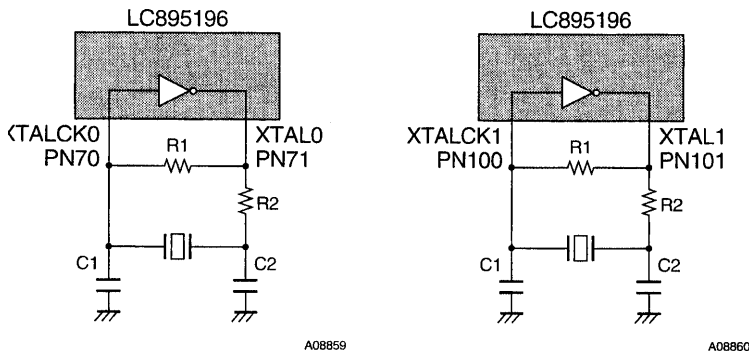 LC895196
XTALCK0
XTAL0
PN70
R1
PN71
R2
C1
C2
A08859
LC895196
XTALCK1
XTAL1
PN100
R1
PN101
R2
C1
C2
A08860